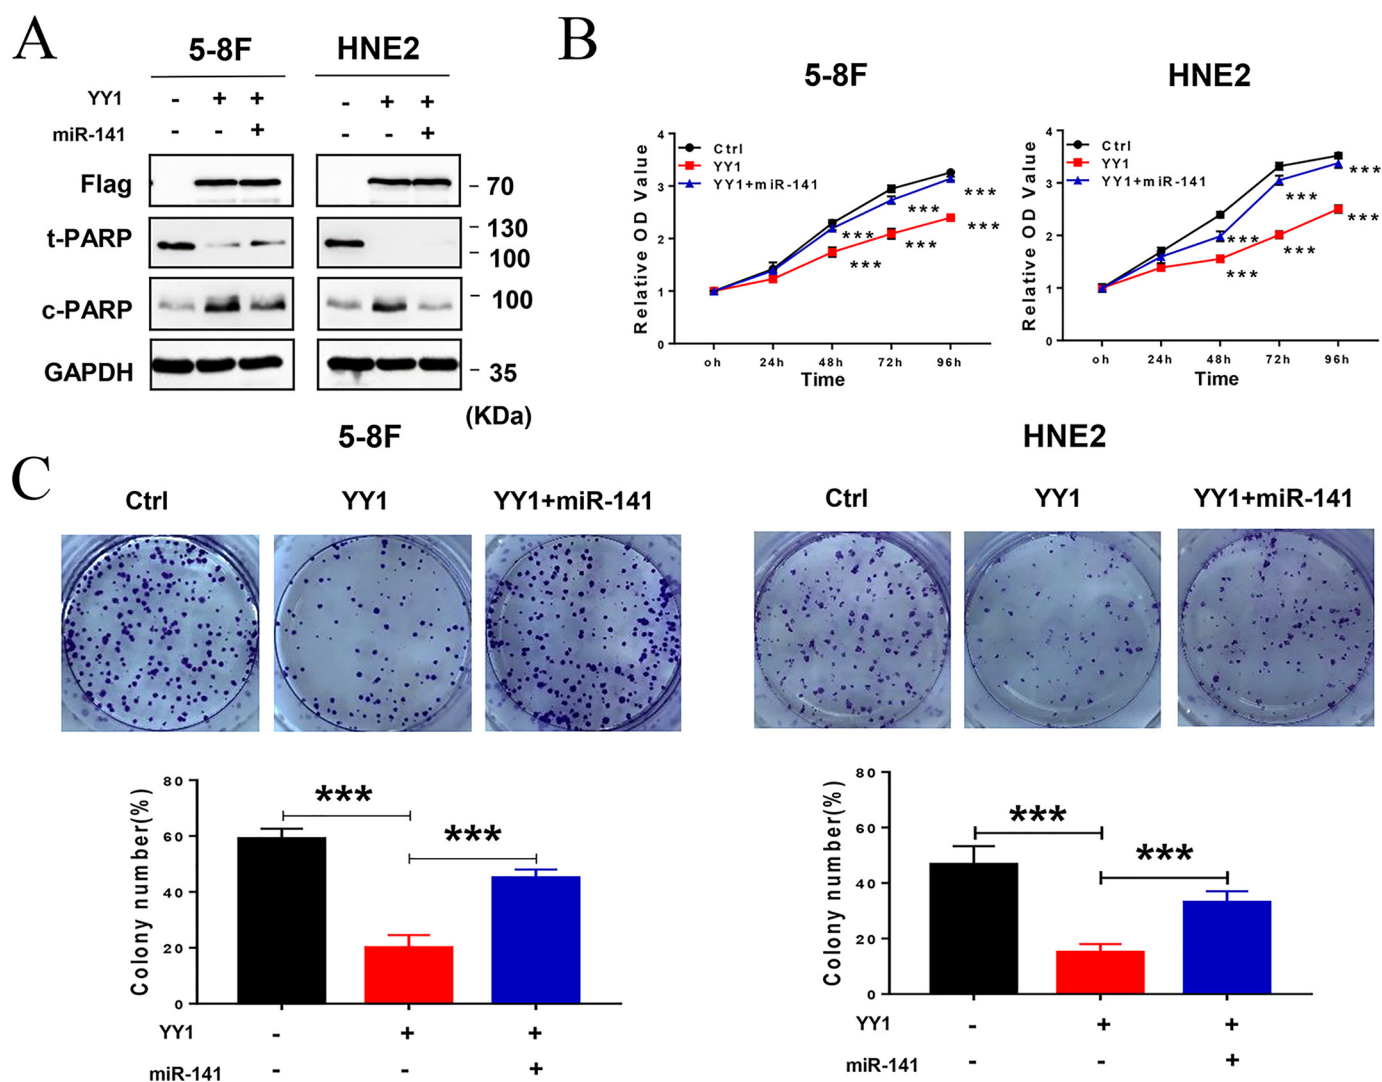 A
5-8F HNE2
YY1 - + + - + +
miR-141 - - + - - +
Flag - 70
t-PARP 130
- 100
c-PARP - 100
GAPDH - 35
(KDa)
B
5-8F
Relative OD Value
4
3
2
1
0
Ctrl
YY1
YY1+miR-141
***
***
***
***
***
***
oh 24h 48h 72h 96h
Time
HNE2
Relative OD Value
4
3
2
1
0
Ctrl
YY1
YY1+miR-141
***
***
***
***
***
***
oh 24h 48h 72h 96h
Time
C
5-8F
Ctrl YY1 YY1+miR-141
HNE2
Ctrl YY1 YY1+miR-141
Colony number(%)
80
60
40
20
0
***
***
YY1 - + +
miR-141 - - +
Colony number(%)
80
60
40
20
0
***
***
YY1 - + +
miR-141 - - +